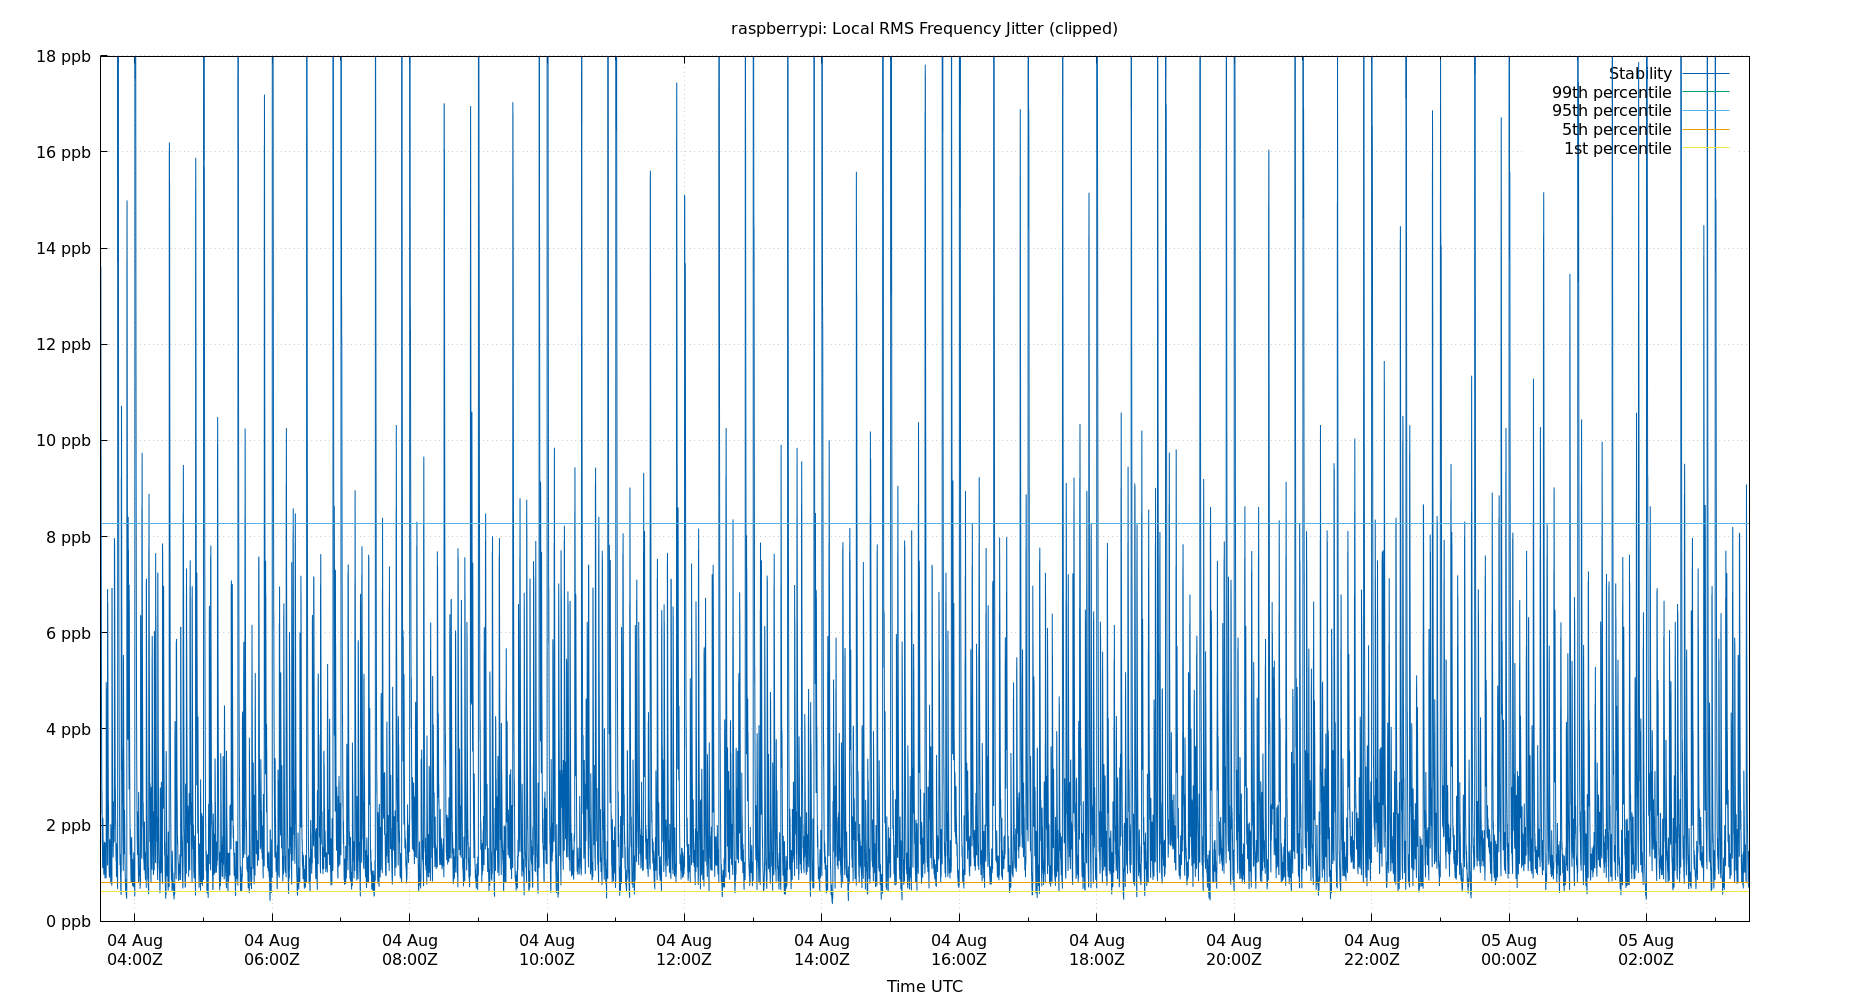 raspberrypi: Local RMS Frequency Jitter (clipped)
18 ppb
16 ppb
14 ppb
12 ppb
10 ppb
8 ppb
6 ppb
4 ppb
2 ppb
0 ppb
Stability
99th percentile
95th percentile
5th percentile
1st percentile
04 Aug 04 Aug 04 Aug 04 Aug 04 Aug 04 Aug 04 Aug 04 Aug 04 Aug 04 Aug 05 Aug 05 Aug
04:00Z 06:00Z 08:00Z 10:00Z 12:00Z 14:00Z 16:00Z 18:00Z 20:00Z 22:00Z 00:00Z 02:00Z
Time UTC